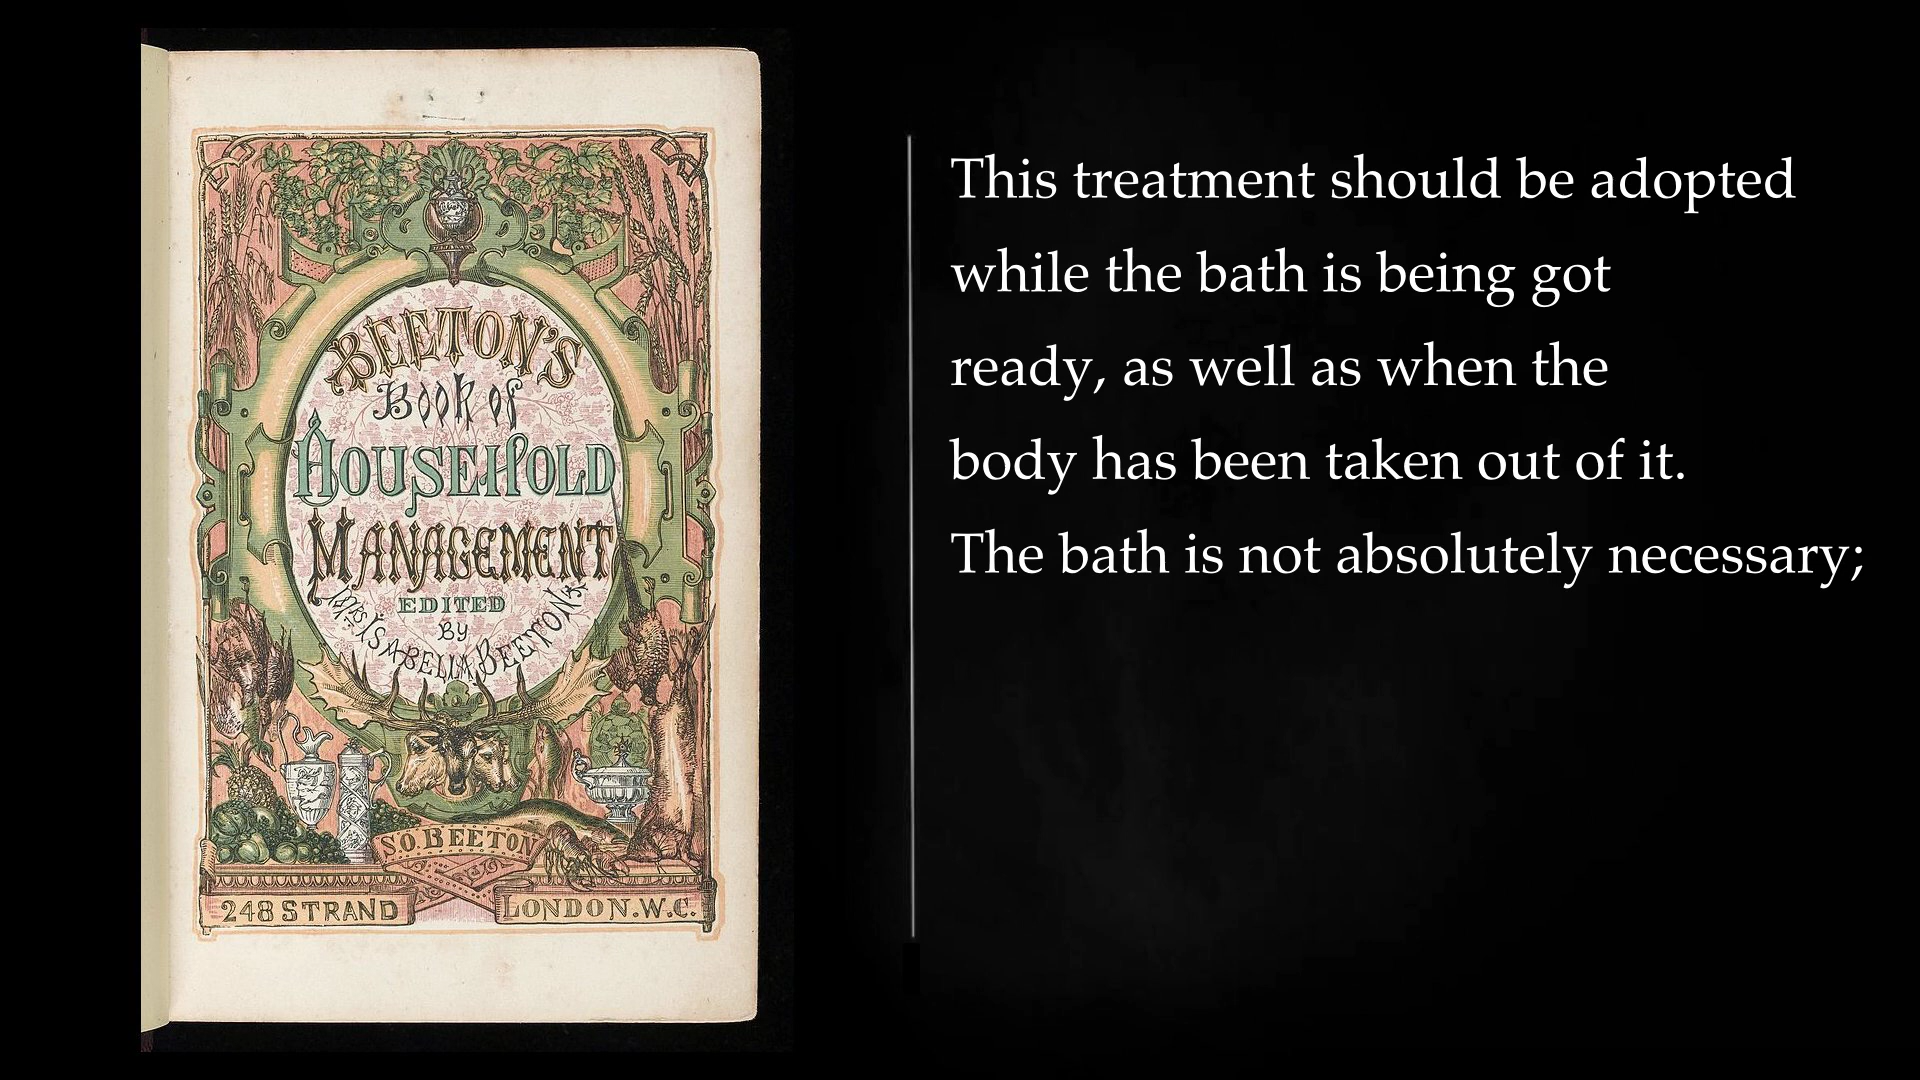 BEETON'S
BOOK of
HOUSEHOLD
MANAGEMENT
EDITED
BY
MRS ISABELLA BEETON
S.O. BEETON
248 STRAND
LONDON. W.C.
This treatment should be adopted
while the bath is being got
ready, as well as when the
body has been taken out of it.
The bath is not absolutely necessary;